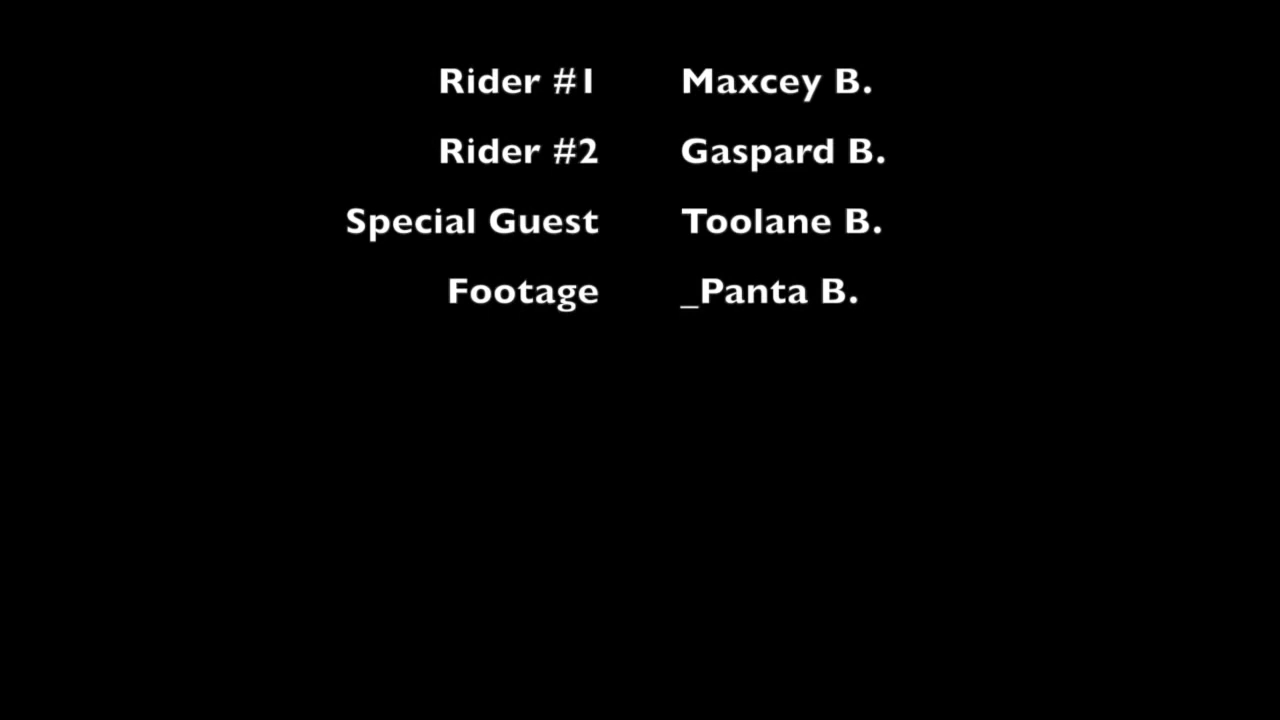 Rider #1 Maxcey B.
Rider #2 Gaspard B.
Special Guest Toolane B.
Footage _Panta B.